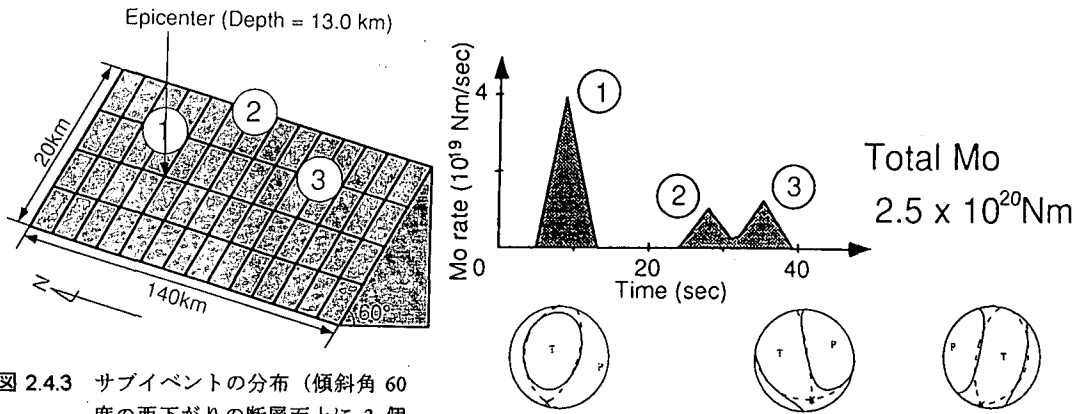 Epicenter (Depth = 13.0 km)
20km
140km
N
60°
1
2
3
Mo rate (10¹⁹ Nm/sec)
4
0
20
40
Time (sec)
1
2
3
Total Mo
2.5 x 10²⁰Nm
T
P
T
P
P
T
図 2.4.3 サブイベントの分布(傾斜角 60
度の西下がりの断層面上に 3 個